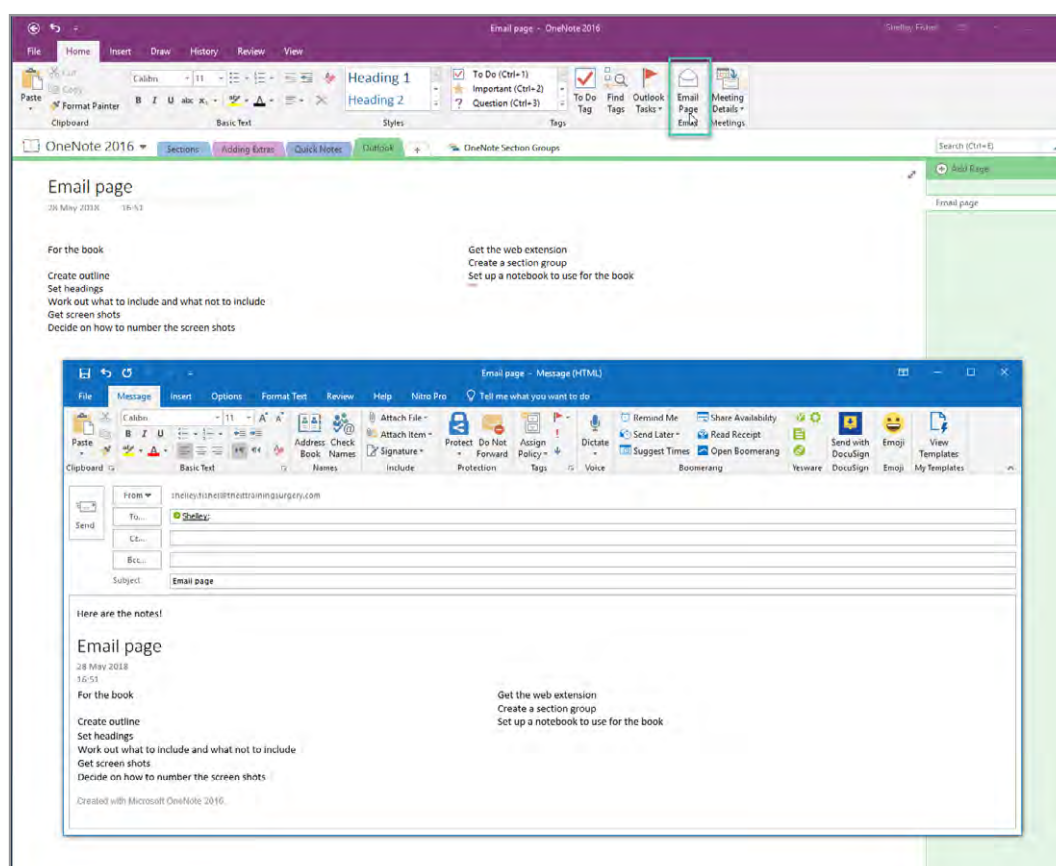 Email page - OneNote 2016
Shelley Fisher
File Home Insert Draw History Review View
Paste
Cut
Copy
Format Painter
Clipboard
Calibri 11
B I U abc x,
Basic Text
Heading 1
Heading 2
Styles
To Do (Ctrl+1)
Important (Ctrl+2)
? Question (Ctrl+3)
To Do Tag
Find Tags
Outlook Tasks
Tags
Email Page
Email
Meeting Details
Meetings
OneNote 2016
Sections
Adding Extras
Quick Notes
Outlook
+
OneNote Section Groups
Search (Ctrl+E)
Add Page
Email page
Email page
28 May 2018 16:51
For the book
Create outline
Set headings
Work out what to include and what not to include
Get screen shots
Decide on how to number the screen shots
Get the web extension
Create a section group
Set up a notebook to use for the book
Email page - Message (HTML)
File Message Insert Options Format Text Review Help Nitro Pro Tell me what you want to do
Paste
Clipboard
Calibri 11 A A
B I U
A
Basic Text
Address Book
Check Names
Names
Attach File
Attach Item
Signature
Include
Protect
Do Not Forward
Protection
Assign Policy
Tags
Dictate
Voice
Remind Me
Send Later
Suggest Times
Share Availability
Read Receipt
Open Boomerang
Boomerang
Yesware
Send with DocuSign
DocuSign
Emoji
Emoji
View Templates
My Templates
Send
From
To...
Shelley;
Cc...
Bcc...
Subject Email page
Here are the notes!
Email page
28 May 2018
16:51
For the book
Create outline
Set headings
Work out what to include and what not to include
Get screen shots
Decide on how to number the screen shots
Get the web extension
Create a section group
Set up a notebook to use for the book
Created with Microsoft OneNote 2016.